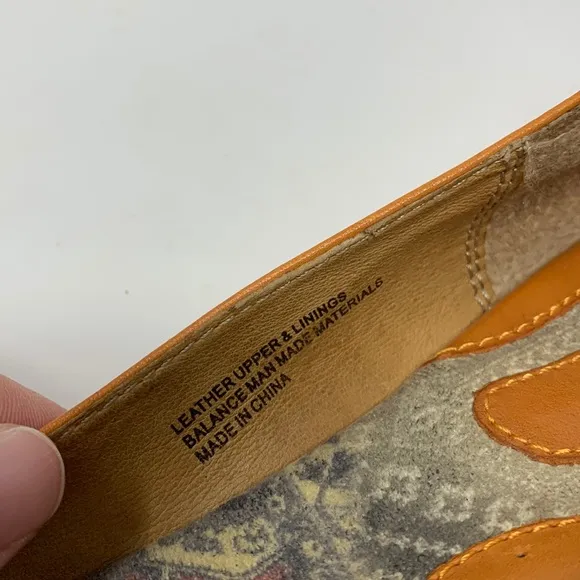 LEATHER UPPER & LININGS
BALANCE MAN MADE MATERIALS
MADE IN CHINA